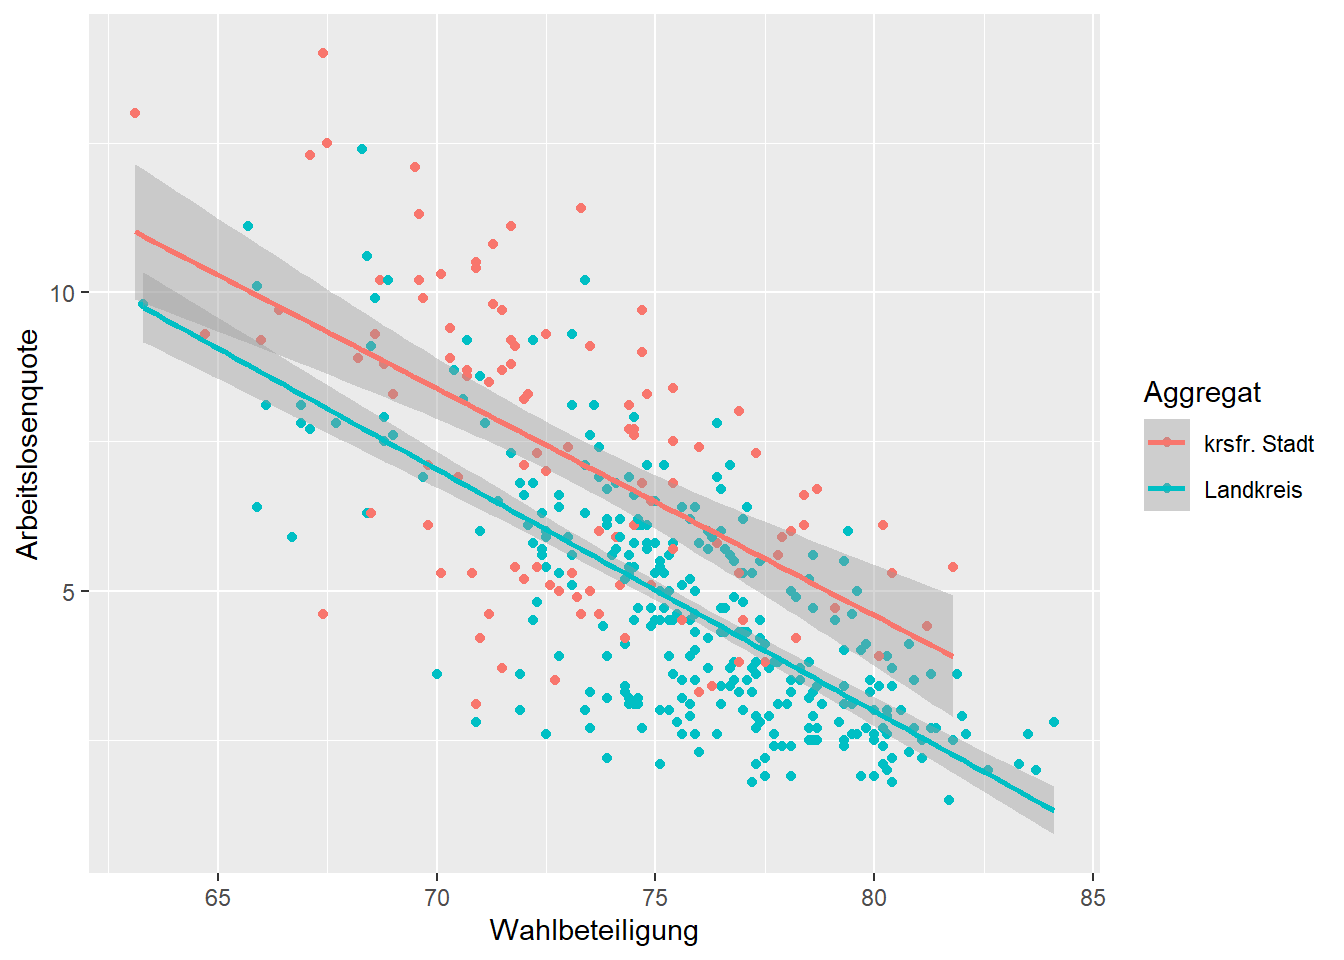 Arbeitslosenquote
10
5
65
70
75
80
85
Wahlbeteiligung
Aggregat
krsfr. Stadt
Landkreis